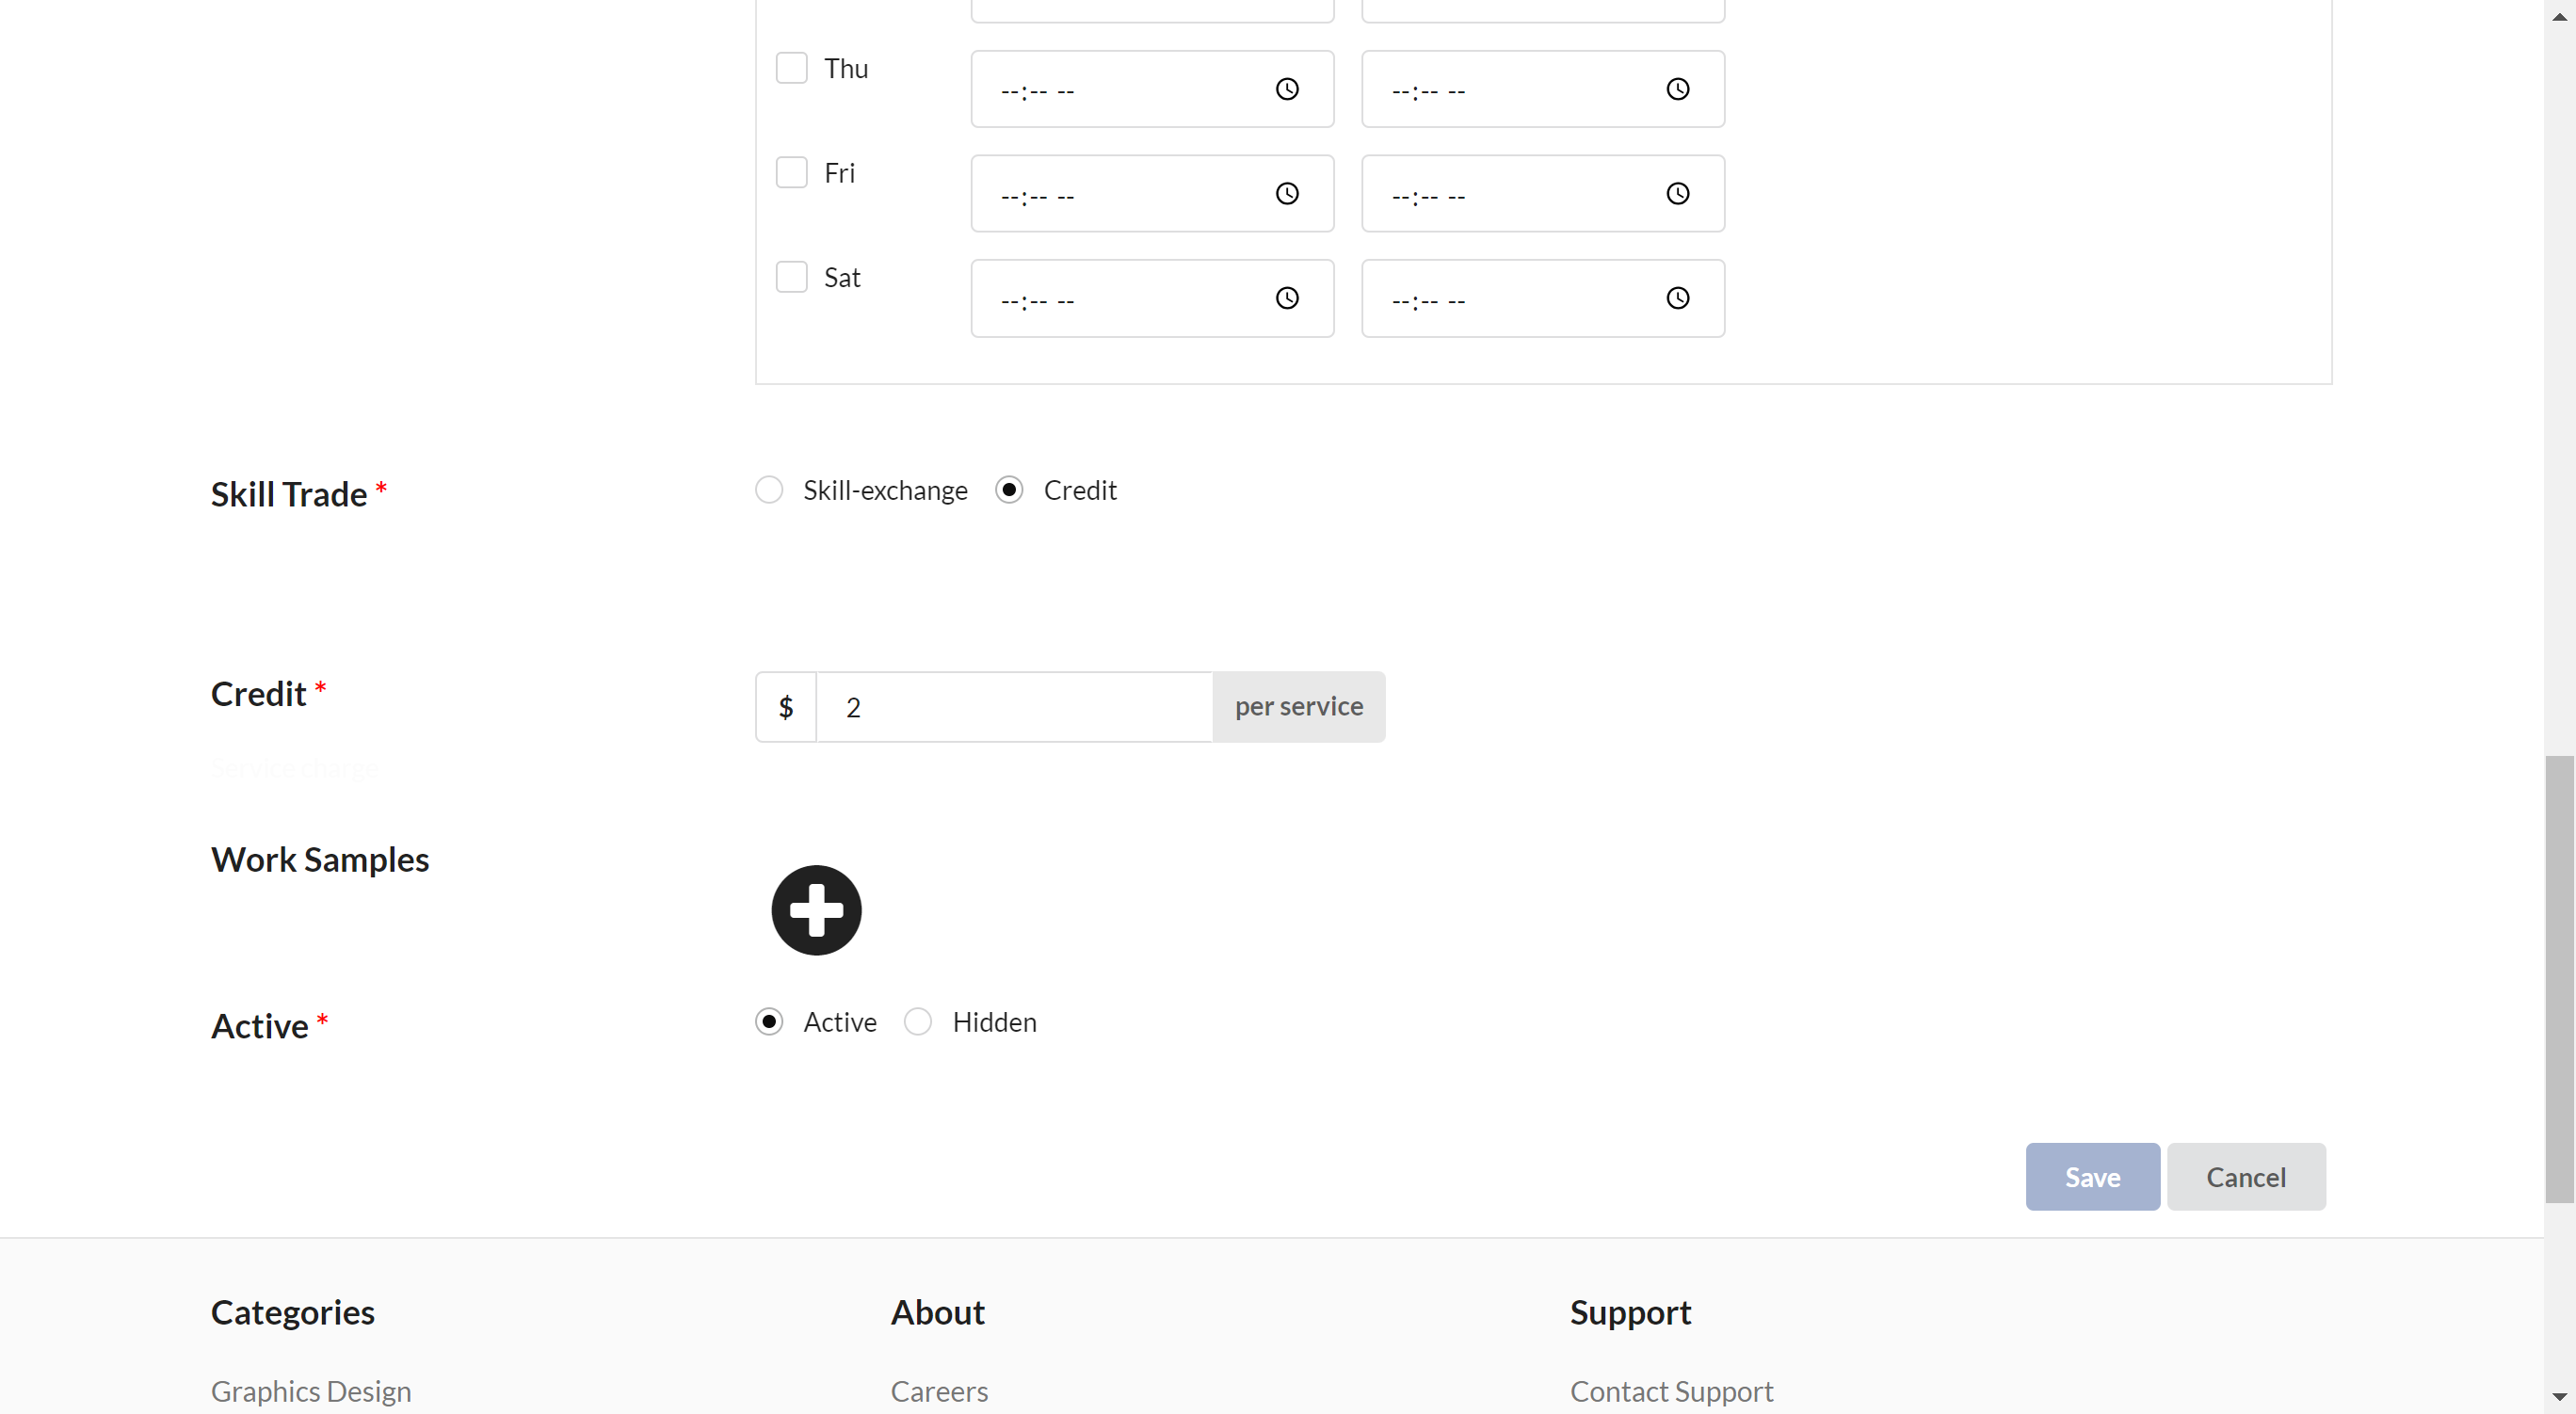 Thu --:-- -- --:-- --
Fri --:-- -- --:-- --
Sat --:-- -- --:-- --
Skill Trade * Skill-exchange Credit
Credit * $ 2 per service
Service charge
Work Samples
Active * Active Hidden
Save Cancel
Categories About Support
Graphics Design Careers Contact Support